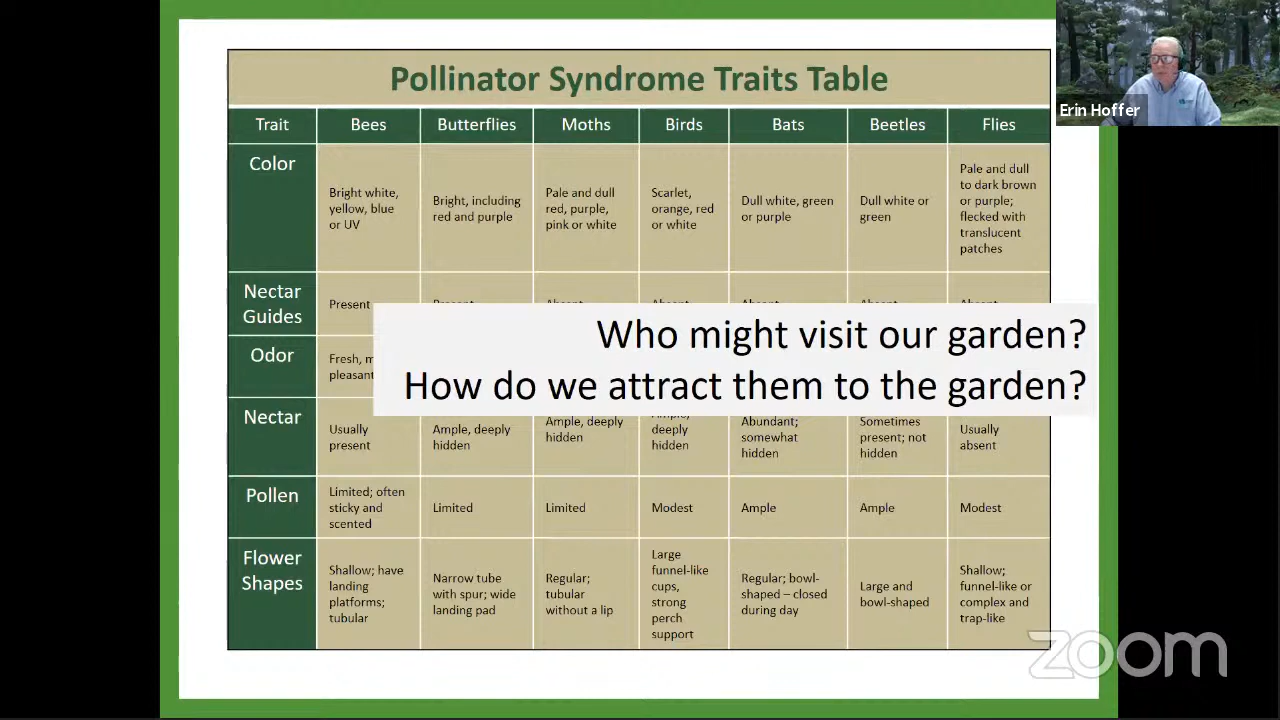 Pollinator Syndrome Traits Table
Trait Bees Butterflies Moths Birds Bats Beetles Flies
Color
Bright white,
yellow, blue
or UV
Bright, including
red and purple
Pale and dull
red, purple,
pink or white
Scarlet,
orange, red
or white
Dull white, green
or purple
Dull white or
green
Pale and dull
to dark brown
or purple;
flecked with
translucent
patches
Nectar
Guides
Present
Who might visit our garden?
How do we attract them to the garden?
Odor
Fresh,
pleasant
Nectar
Usually
present
Ample, deeply
hidden
Ample, deeply
hidden
deeply
hidden
Abundant;
somewhat
hidden
Sometimes
present; not
hidden
Usually
absent
Pollen
Limited; often
sticky and
scented
Limited
Limited
Modest
Ample
Ample
Modest
Flower
Shapes
Shallow; have
landing
platforms;
tubular
Narrow tube
with spur; wide
landing pad
Regular;
tubular
without a lip
Large
funnel-like
cups,
strong
perch
support
Regular; bowl-
shaped – closed
during day
Large and
bowl-shaped
Shallow;
funnel-like or
complex and
trap-like
Erin Hoffer
zoom